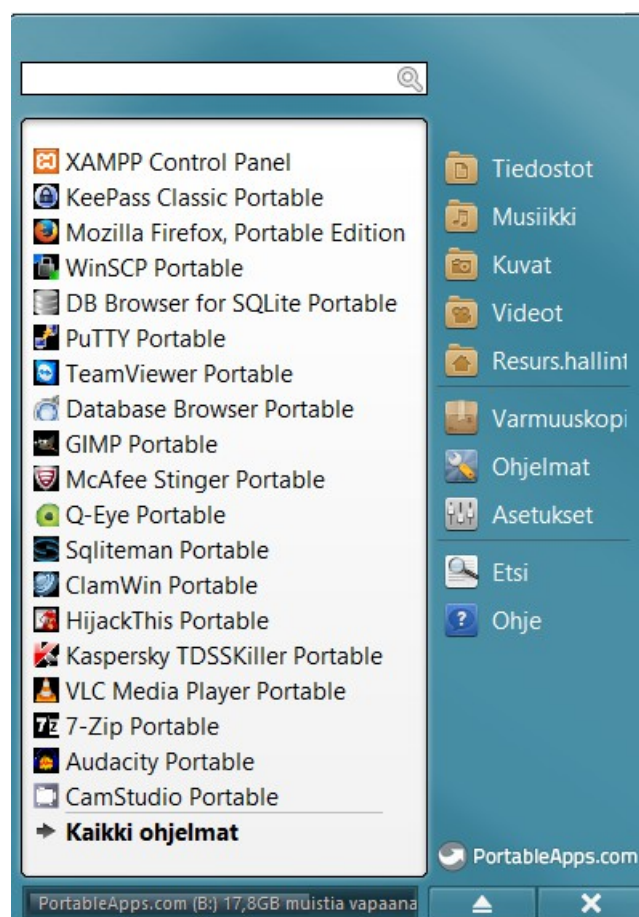 XAMPP Control Panel
KeePass Classic Portable
Mozilla Firefox, Portable Edition
WinSCP Portable
DB Browser for SQLite Portable
PuTTY Portable
TeamViewer Portable
Database Browser Portable
GIMP Portable
McAfee Stinger Portable
Q-Eye Portable
Sqliteman Portable
ClamWin Portable
HijackThis Portable
Kaspersky TDSSKiller Portable
VLC Media Player Portable
7-Zip Portable
Audacity Portable
CamStudio Portable
Kaikki ohjelmat
Tiedostot
Musiikki
Kuvat
Videot
Resurs.hallint
Varmuuskopi
Ohjelmat
Asetukset
Etsi
Ohje
PortableApps.com
PortableApps.com (B:) 17,8GB muistia vapaana